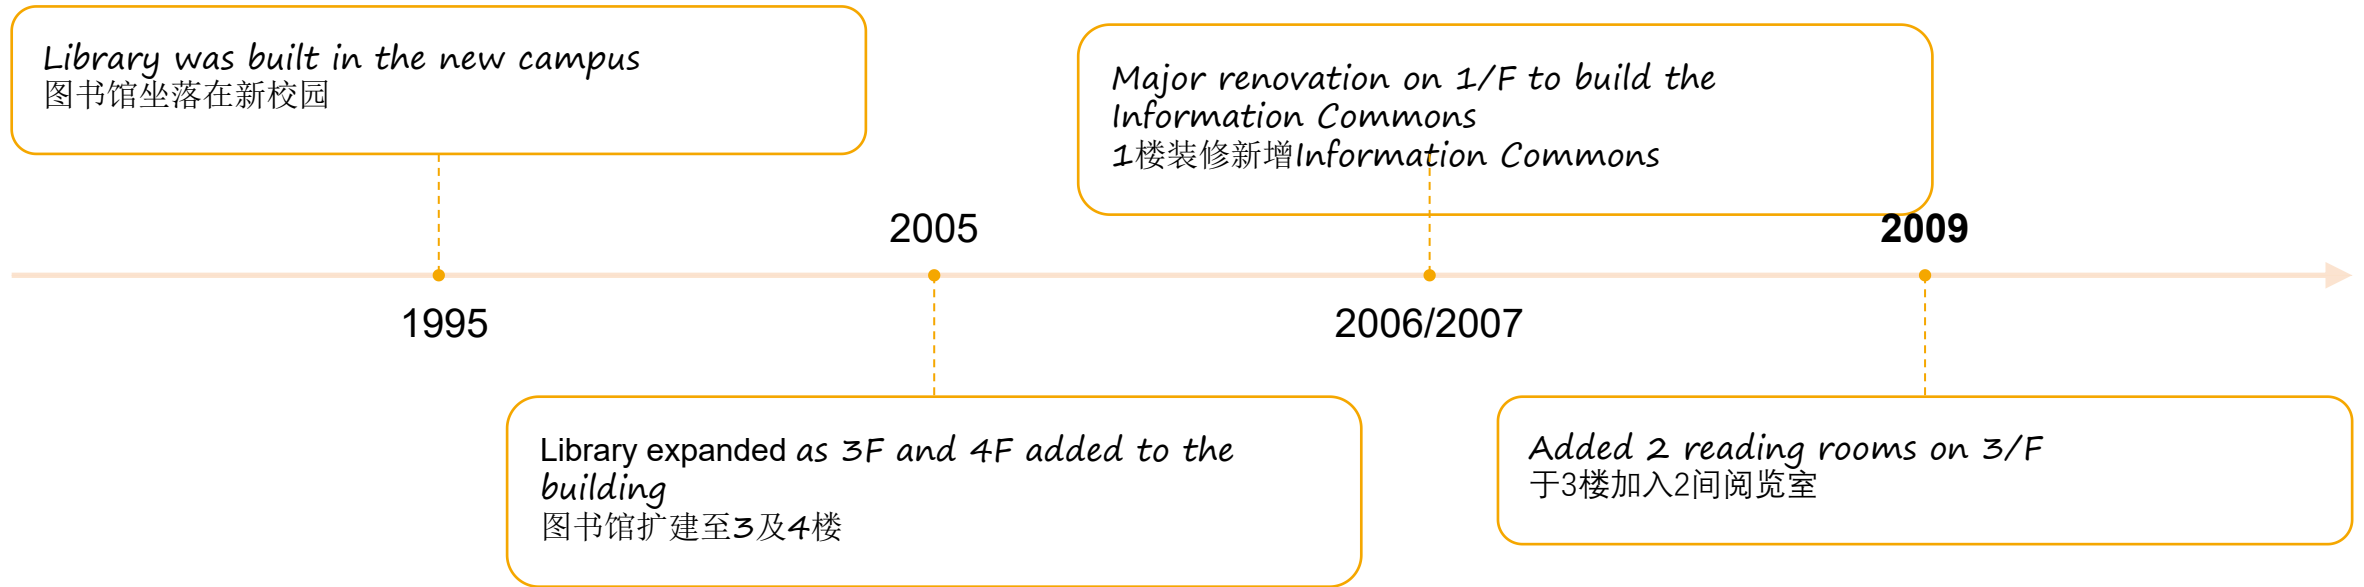 Library was built in the new campus
图书馆坐落在新校园
1995
2005
Library expanded as 3F and 4F added to the
building
图书馆扩建至3及4楼
Major renovation on 1/F to build the
Information Commons
1楼装修新增Information Commons
2006/2007
2009
Added 2 reading rooms on 3/F
于3楼加入2间阅览室